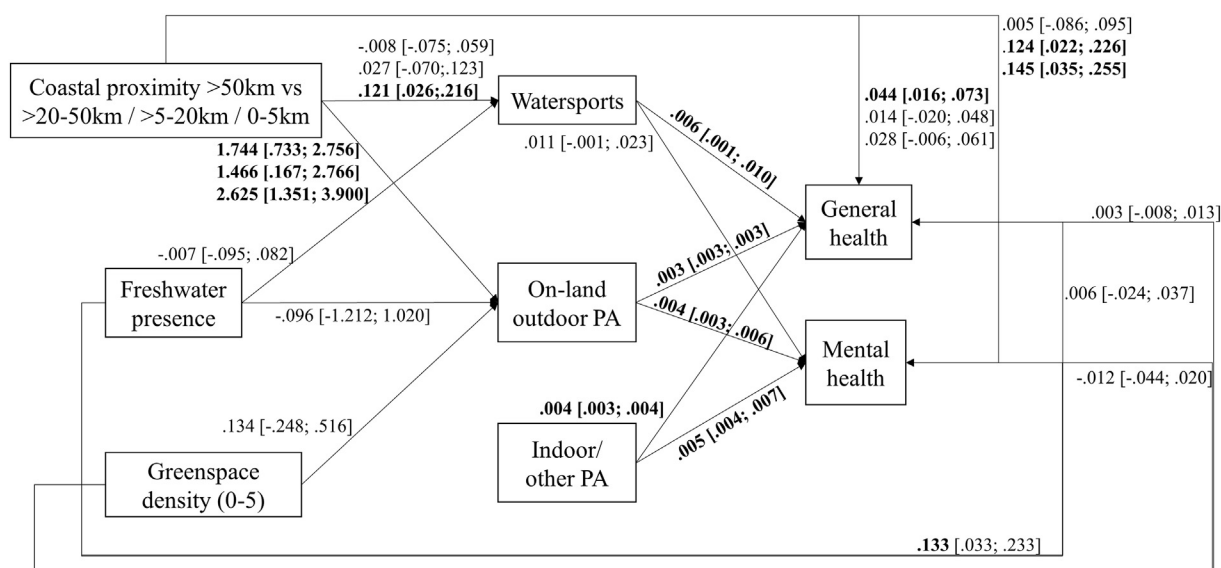 .005 [-.086; .095]
.124 [.022; .226]
.145 [.035; .255]
-.008 [-.075; .059]
.027 [-.070;.123]
.121 [.026;.216]
Coastal proximity >50km vs
>20-50km / >5-20km / 0-5km
Watersports
.011 [-.001; .023]
.006 [.001; .010]
.044 [.016; .073]
.014 [-.020; .048]
.028 [-.006; .061]
1.744 [.733; 2.756]
1.466 [.167; 2.766]
2.625 [1.351; 3.900]
General
health
.003 [-.008; .013]
-.007 [-.095; .082]
Freshwater
presence
-.096 [-1.212; 1.020]
On-land
outdoor PA
.003 [.003; .003]
.004 [.003; .006]
.006 [-.024; .037]
Mental
health
-.012 [-.044; .020]
.134 [-.248; .516]
.004 [.003; .004]
.005 [.004; .007]
Indoor/
other PA
Greenspace
density (0-5)
.133 [.033; .233]